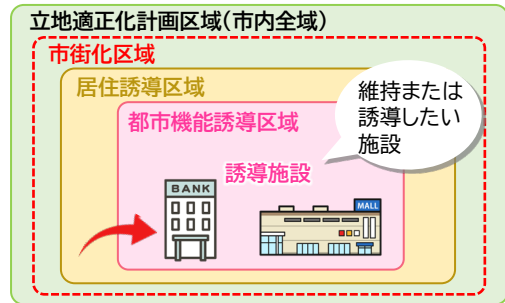 立地適正化計画区域(市内全域)
市街化区域
居住誘導区域
都市機能誘導区域
維持または
誘導したい
施設
誘導施設
BANK
MALL